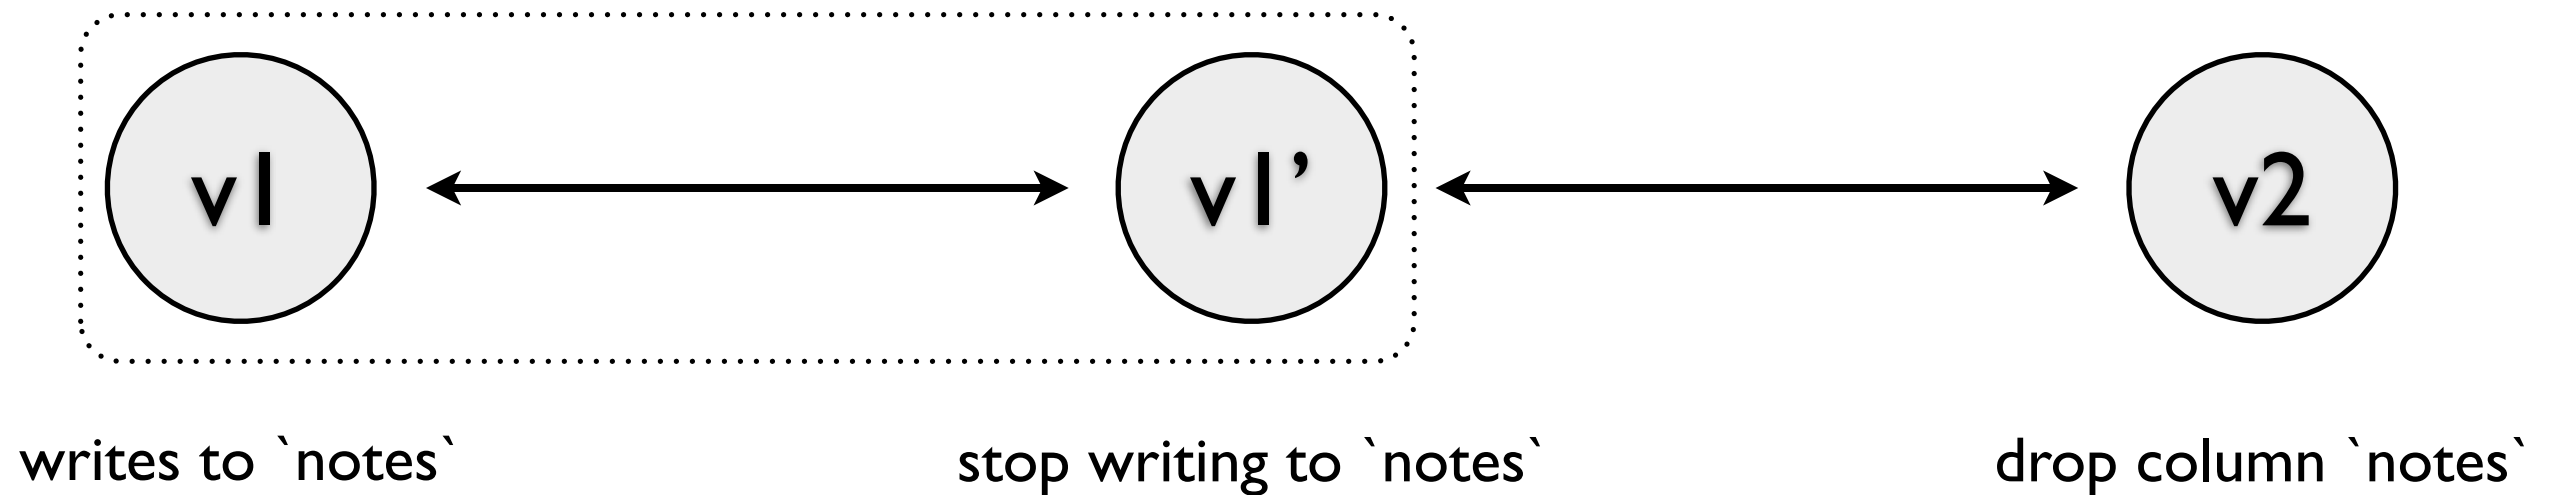 v1
v1’
v2
writes to `notes`
stop writing to `notes`
drop column `notes`